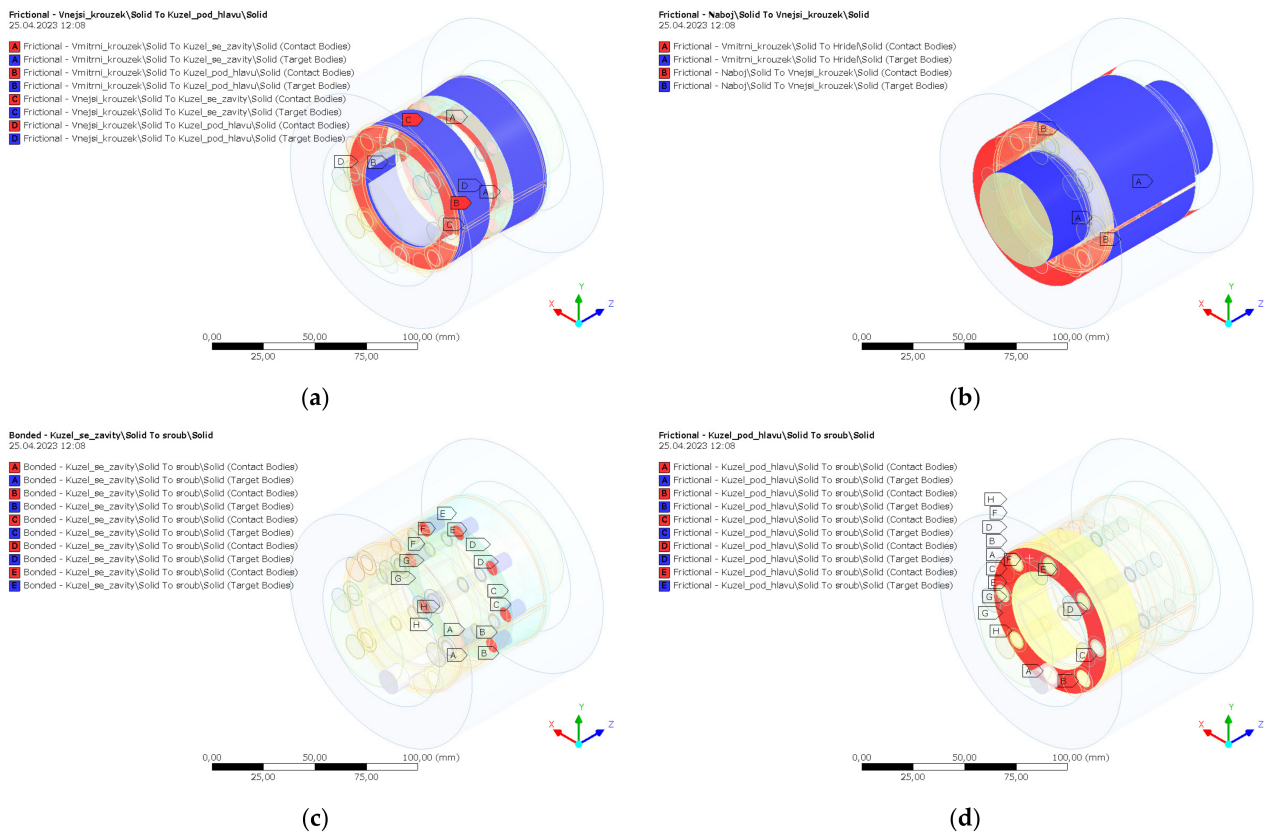 Frictional - Vnejsi_krouzek\Solid To Kuzel_pod_hlavu\Solid
25.04.2023 12:08
A Frictional - Vmitrni_krouzek\Solid To Kuzel_se_zavity\Solid (Contact Bodies)
A Frictional - Vmitrni_krouzek\Solid To Kuzel_se_zavity\Solid (Target Bodies)
B Frictional - Vmitrni_krouzek\Solid To Kuzel_pod_hlavu\Solid (Contact Bodies)
B Frictional - Vmitrni_krouzek\Solid To Kuzel_pod_hlavu\Solid (Target Bodies)
C Frictional - Vnejsi_krouzek\Solid To Kuzel_se_zavity\Solid (Contact Bodies)
C Frictional - Vnejsi_krouzek\Solid To Kuzel_se_zavity\Solid (Target Bodies)
D Frictional - Vnejsi_krouzek\Solid To Kuzel_pod_hlavu\Solid (Contact Bodies)
D Frictional - Vnejsi_krouzek\Solid To Kuzel_pod_hlavu\Solid (Target Bodies)
C
A
D
B
D
A
B
C
Y
X
Z
0,00 50,00 100,00 (mm)
25,00 75,00
(a)
Frictional - Naboj\Solid To Vnejsi_krouzek\Solid
25.04.2023 12:08
A Frictional - Vmitrni_krouzek\Solid To Hridel\Solid (Contact Bodies)
A Frictional - Vmitrni_krouzek\Solid To Hridel\Solid (Target Bodies)
B Frictional - Naboj\Solid To Vnejsi_krouzek\Solid (Contact Bodies)
B Frictional - Naboj\Solid To Vnejsi_krouzek\Solid (Target Bodies)
B
A
A
B
Y
X
Z
0,00 50,00 100,00 (mm)
25,00 75,00
(b)
Bonded - Kuzel_se_zavity\Solid To sroub\Solid
25.04.2023 12:08
A Bonded - Kuzel_se_zavity\Solid To sroub\Solid (Contact Bodies)
A Bonded - Kuzel_se_zavity\Solid To sroub\Solid (Target Bodies)
B Bonded - Kuzel_se_zavity\Solid To sroub\Solid (Contact Bodies)
B Bonded - Kuzel_se_zavity\Solid To sroub\Solid (Target Bodies)
C Bonded - Kuzel_se_zavity\Solid To sroub\Solid (Contact Bodies)
C Bonded - Kuzel_se_zavity\Solid To sroub\Solid (Target Bodies)
D Bonded - Kuzel_se_zavity\Solid To sroub\Solid (Contact Bodies)
D Bonded - Kuzel_se_zavity\Solid To sroub\Solid (Target Bodies)
E Bonded - Kuzel_se_zavity\Solid To sroub\Solid (Contact Bodies)
E Bonded - Kuzel_se_zavity\Solid To sroub\Solid (Target Bodies)
E
F
E
F
D
G
D
G
C
H
C
H
A
B
A
B
Y
X
Z
0,00 50,00 100,00 (mm)
25,00 75,00
(c)
Frictional - Kuzel_pod_hlavu\Solid To sroub\Solid
25.04.2023 12:08
A Frictional - Kuzel_pod_hlavu\Solid To sroub\Solid (Contact Bodies)
A Frictional - Kuzel_pod_hlavu\Solid To sroub\Solid (Target Bodies)
B Frictional - Kuzel_pod_hlavu\Solid To sroub\Solid (Contact Bodies)
B Frictional - Kuzel_pod_hlavu\Solid To sroub\Solid (Target Bodies)
C Frictional - Kuzel_pod_hlavu\Solid To sroub\Solid (Contact Bodies)
C Frictional - Kuzel_pod_hlavu\Solid To sroub\Solid (Target Bodies)
D Frictional - Kuzel_pod_hlavu\Solid To sroub\Solid (Contact Bodies)
D Frictional - Kuzel_pod_hlavu\Solid To sroub\Solid (Target Bodies)
E Frictional - Kuzel_pod_hlavu\Solid To sroub\Solid (Contact Bodies)
E Frictional - Kuzel_pod_hlavu\Solid To sroub\Solid (Target Bodies)
H
F
D
B
A
F
C
E
E
G
D
G
H
C
A
B
Y
X
Z
0,00 50,00 100,00 (mm)
25,00 75,00
(d)